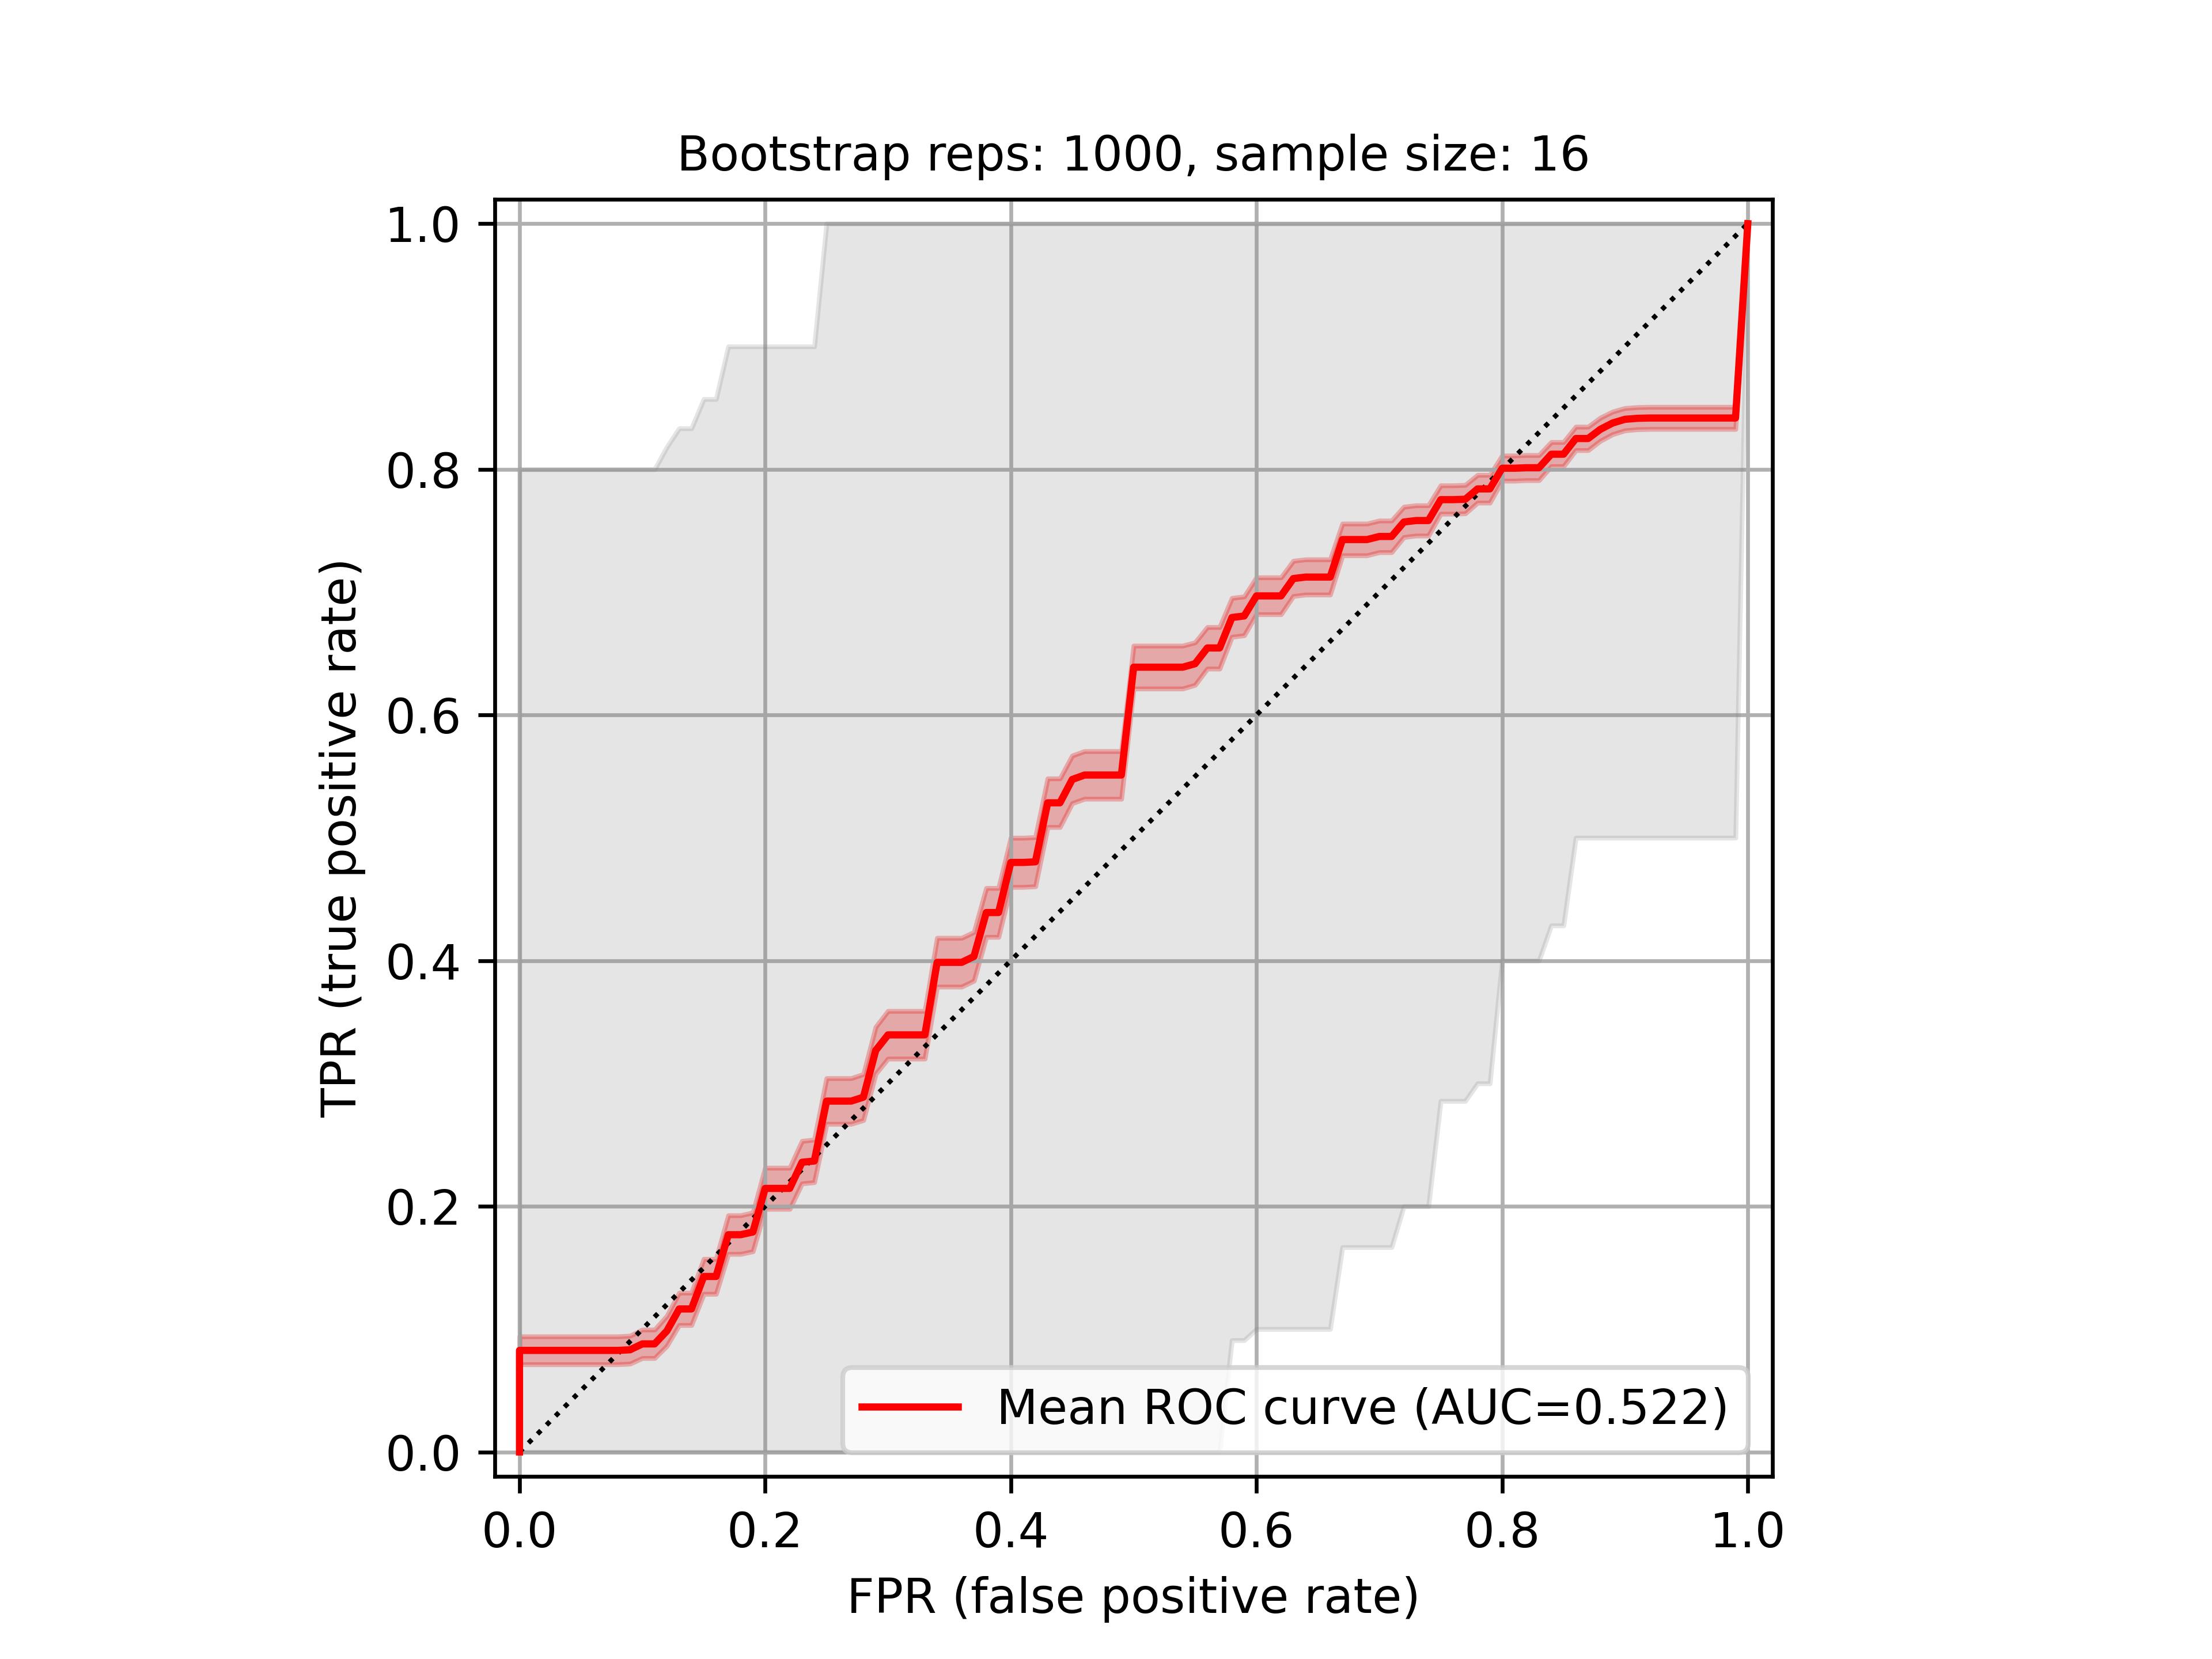 Bootstrap reps: 1000, sample size: 16
1.0
0.8
0.6
0.4
0.2
0.0
TPR (true positive rate)
Mean ROC curve (AUC=0.522)
0.0 0.2 0.4 0.6 0.8 1.0
FPR (false positive rate)